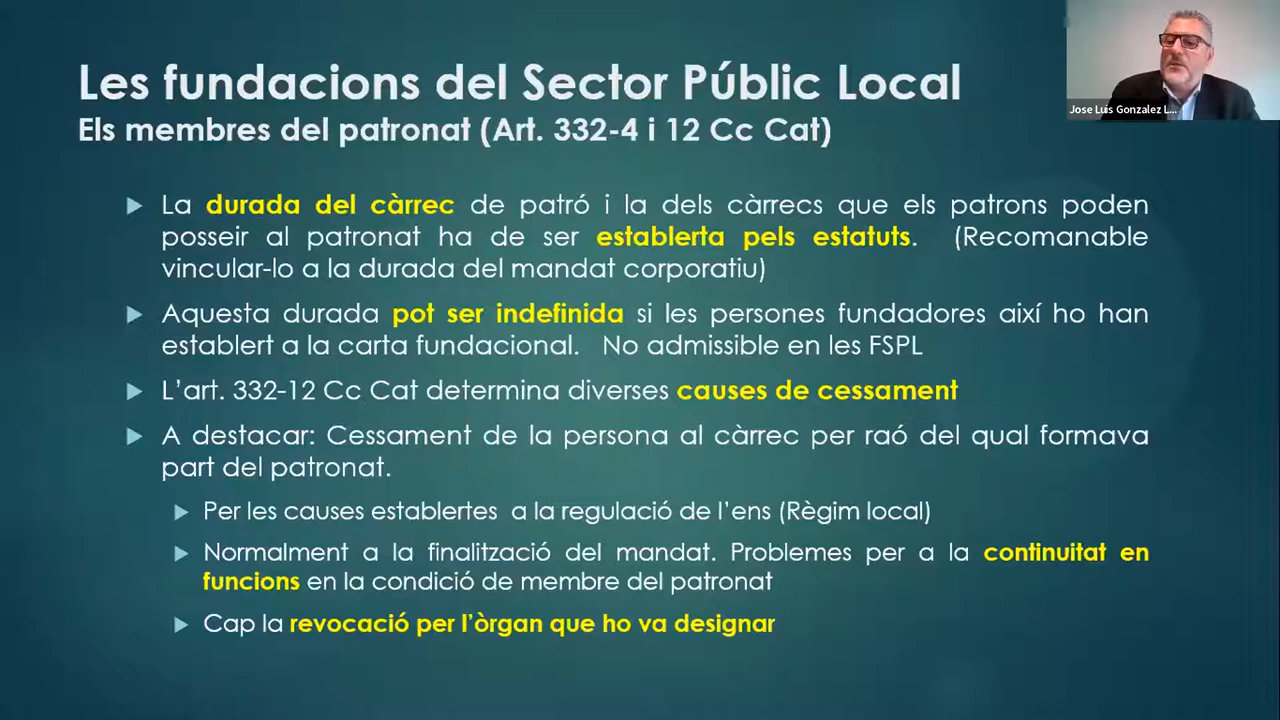 Les fundacions del Sector Públic Local
Els membres del patronat (Art. 332-4 i 12 Cc Cat)
Jose Luis Gonzalez L...
La durada del càrrec de patró i la dels càrrecs que els patrons poden
posseir al patronat ha de ser establerta pels estatuts. (Recomanable
vincular-lo a la durada del mandat corporatiu)
Aquesta durada pot ser indefinida si les persones fundadores així ho han
establert a la carta fundacional. No admissible en les FSPL
L’art. 332-12 Cc Cat determina diverses causes de cessament
A destacar: Cessament de la persona al càrrec per raó del qual formava
part del patronat.
Per les causes establertes a la regulació de l’ens (Règim local)
Normalment a la finalització del mandat. Problemes per a la continuitat en
funcions en la condició de membre del patronat
Cap la revocació per l’òrgan que ho va designar